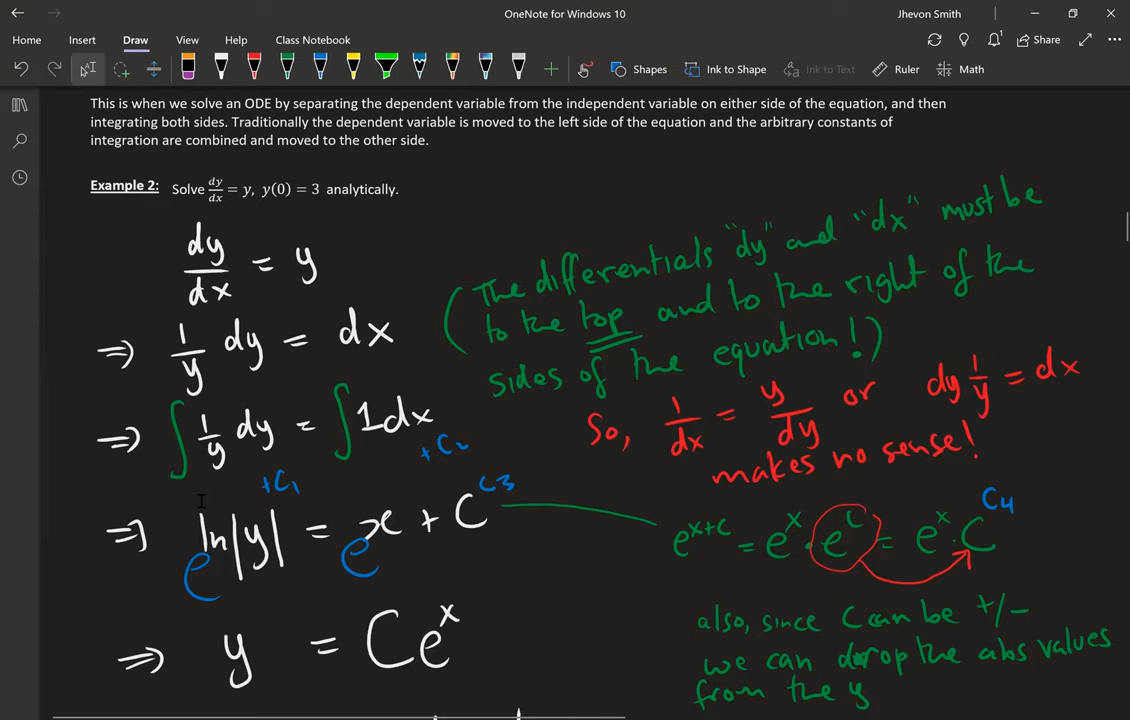 OneNote for Windows 10
Jhevon Smith
Home Insert Draw View Help Class Notebook
Share
Shapes Ink to Shape Ink to Text Ruler Math
This is when we solve an ODE by separating the dependent variable from the independent variable on either side of the equation, and then
integrating both sides. Traditionally the dependent variable is moved to the left side of the equation and the arbitrary constants of
integration are combined and moved to the other side.
Example 2: Solve dy/dx = y, y(0) = 3 analytically.
dy/dx = y
⇒ 1/y dy = dx
⇒ ∫ 1/y dy = ∫ 1dx
+C1 +C2
⇒ ln|y| = x + C C3
e e
⇒ y = Ce^x
(The differentials "dy" and "dx" must be
to the top and to the right of the
sides of the equation!)
So, 1/dx = y/dy or dy 1/y = dx
makes no sense!
e^(x+c) = e^x · e^c = e^x · C C4
also, since C can be +/-
we can drop the abs values
from the y